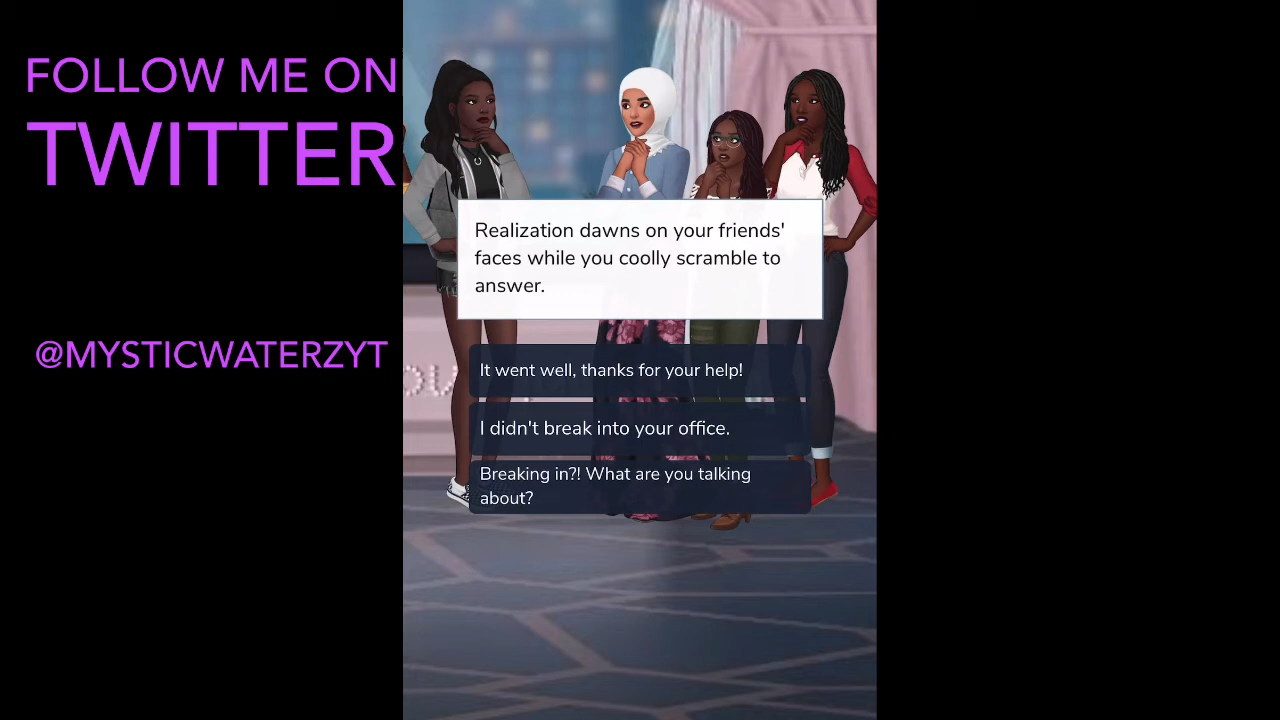 FOLLOW ME ON
TWITTER
@MYSTICWATERZYT
Realization dawns on your friends'
faces while you coolly scramble to
answer.
It went well, thanks for your help!
I didn't break into your office.
Breaking in?! What are you talking
about?